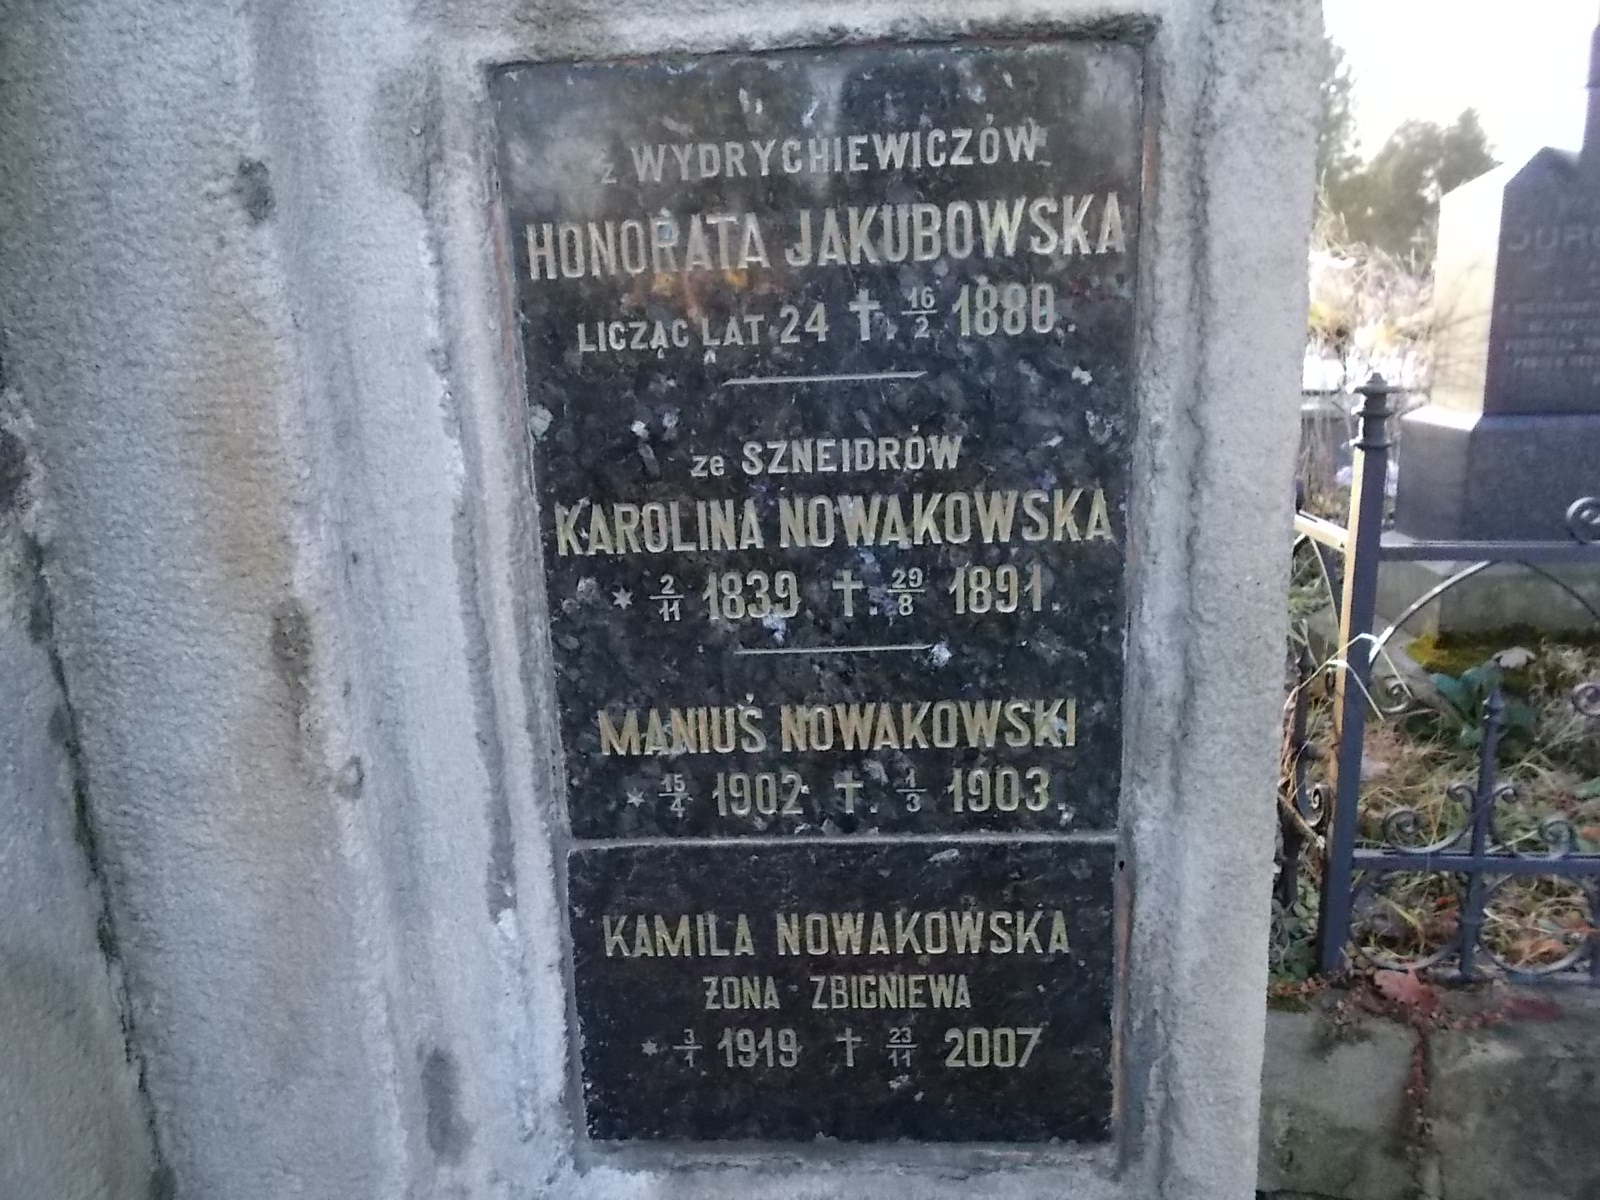 z WYDRYCHIEWICZÓW
HONORATA JAKUBOWSKA
LICZĄC LAT 24 †. 16/2 1880.
ze SZNEIDRÓW
KAROLINA NOWAKOWSKA
* 2/11 1839 †. 29/8 1891.
MANIUŚ NOWAKOWSKI
* 15/4 1902 †. 1/3 1903.
KAMILA NOWAKOWSKA
ŻONA ZBIGNIEWA
* 3/1 1919 † 23/11 2007